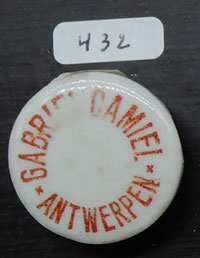 432
GABRIEL CAMIEL
* ANTWERPEN *